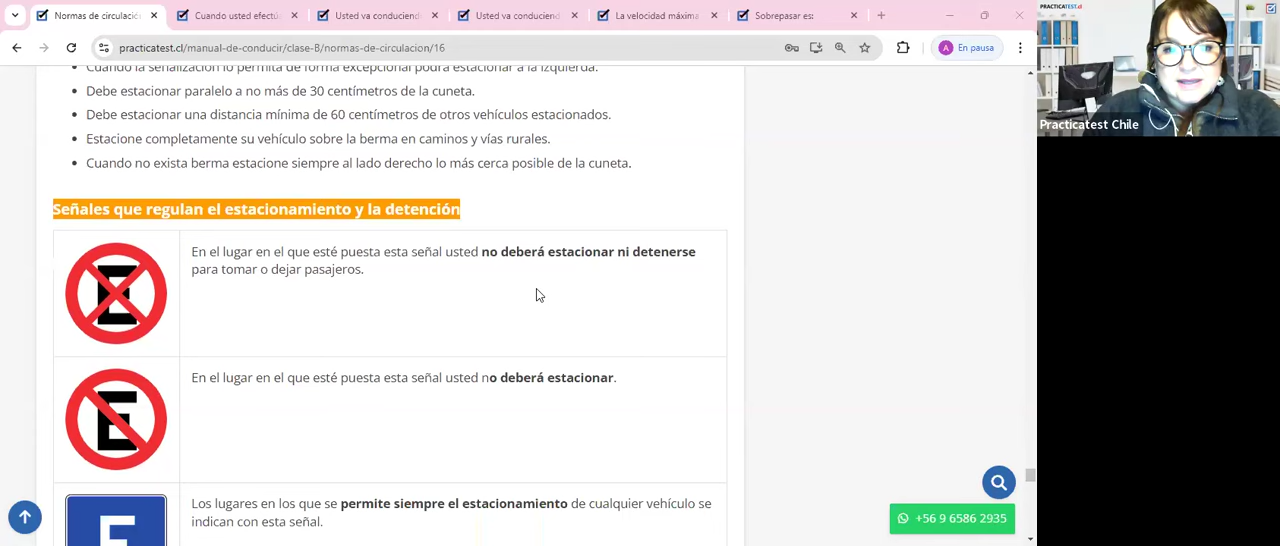 Normas de circulació
Cuando usted efectú
Usted va conduciend
Usted va conduciend
La velocidad máxima
Sobrepasar es:
practicatest.cl/manual-de-conducir/clase-B/normas-de-circulacion/16
A En pausa
PRACTICATEST.cl
Practicatest Chile
Cuando la señalización lo permita de forma excepcional podrá estacionar a la izquierda.
Debe estacionar paralelo a no más de 30 centímetros de la cuneta.
Debe estacionar una distancia mínima de 60 centímetros de otros vehículos estacionados.
Estacione completamente su vehículo sobre la berma en caminos y vías rurales.
Cuando no exista berma estacione siempre al lado derecho lo más cerca posible de la cuneta.
Señales que regulan el estacionamiento y la detención
E
En el lugar en el que esté puesta esta señal usted no deberá estacionar ni detenerse
para tomar o dejar pasajeros.
E
En el lugar en el que esté puesta esta señal usted no deberá estacionar.
E
Los lugares en los que se permite siempre el estacionamiento de cualquier vehículo se
indican con esta señal.
+56 9 6586 2935